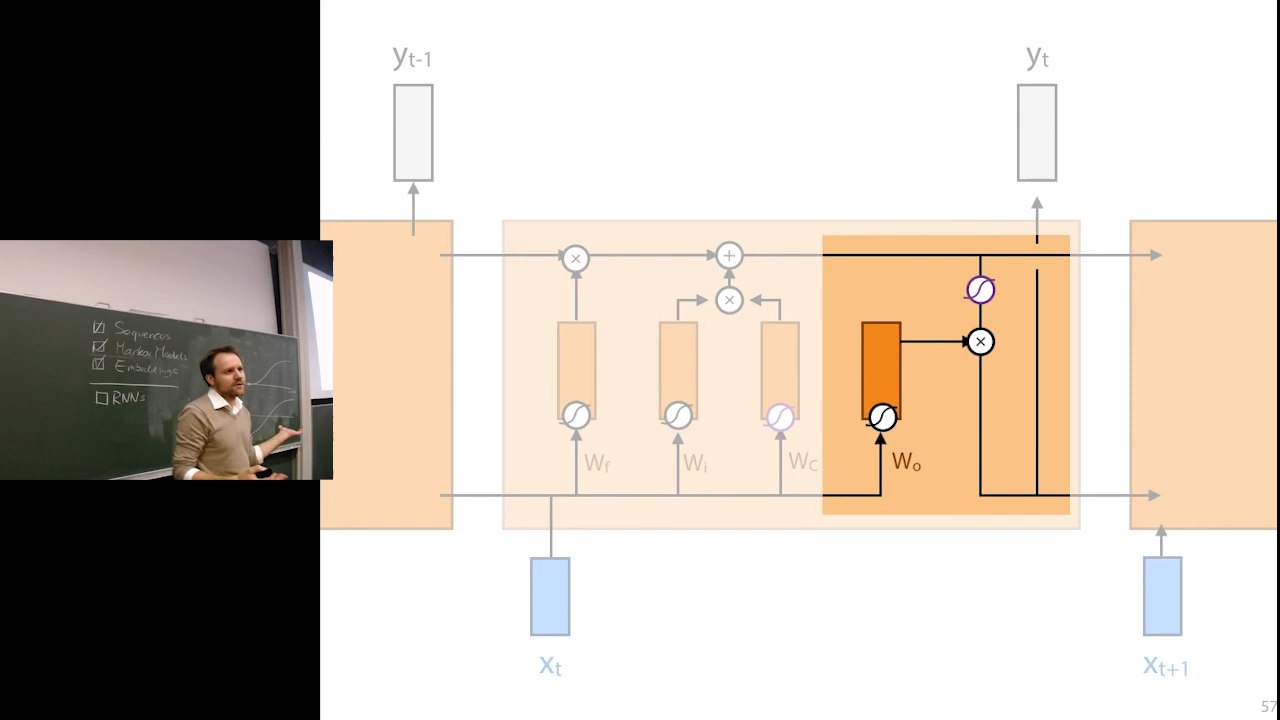 yt-1
yt
×
+
×
×
Wf
Wi
WC
Wo
xt
xt+1
57
Sequences
Markov Models
Embeddings
RNNs